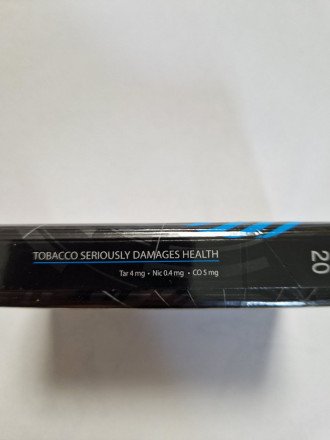 TOBACCO SERIOUSLY DAMAGES HEALTH
Tar 4 mg • Nic 0.4 mg • CO 5 mg
20